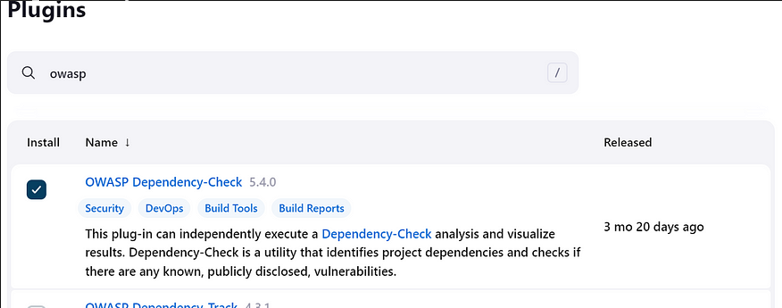 Plugins
owasp
/
Install Name ↓ Released
OWASP Dependency-Check 5.4.0
Security DevOps Build Tools Build Reports
This plug-in can independently execute a Dependency-Check analysis and visualize
results. Dependency-Check is a utility that identifies project dependencies and checks if
there are any known, publicly disclosed, vulnerabilities.
3 mo 20 days ago
OWASP Dependency-Track 4.3.1